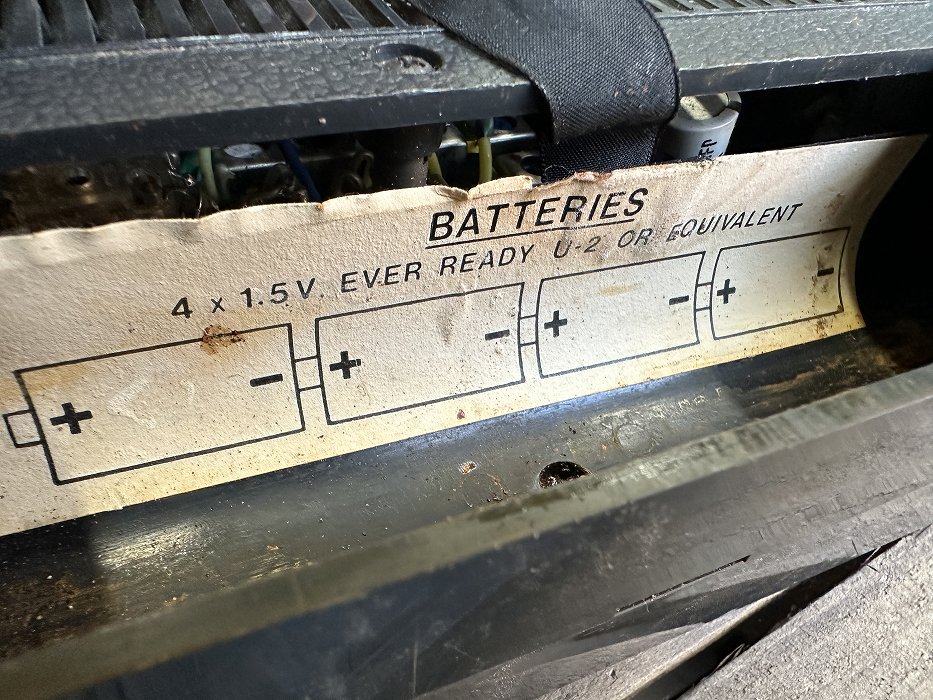 BATTERIES
4 x 1.5V. EVER READY U-2 OR EQUIVALENT
+ - + - + - + -